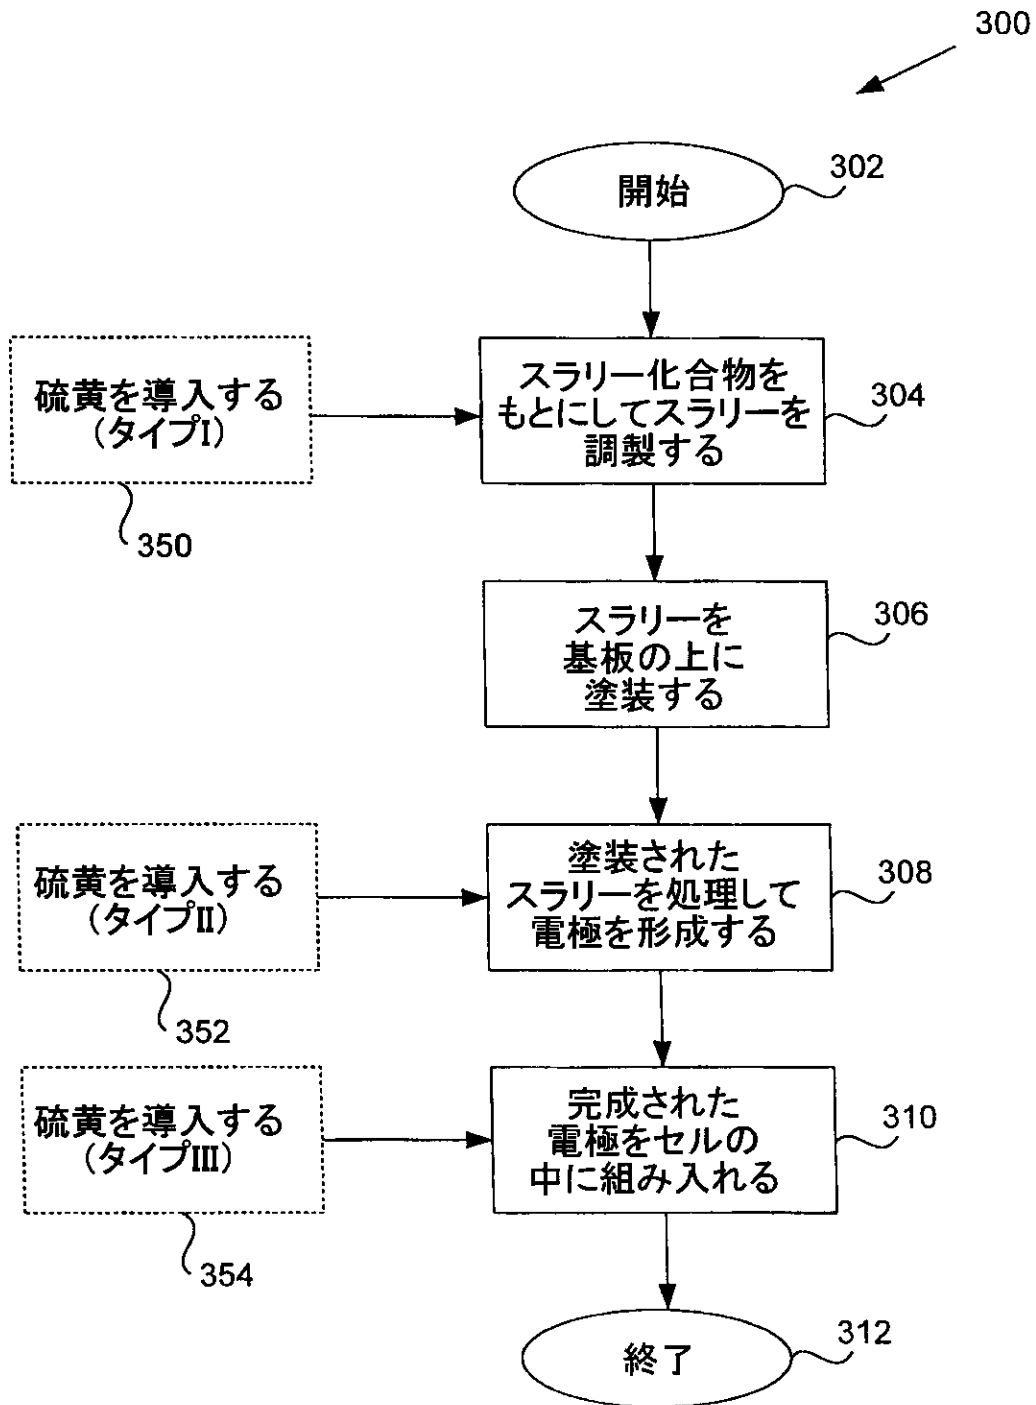 300
開始
302
硫黄を導入する
（タイプI）
350
スラリー化合物を
もとにしてスラリーを
調製する
304
スラリーを
基板の上に
塗装する
306
硫黄を導入する
（タイプII）
352
塗装された
スラリーを処理して
電極を形成する
308
硫黄を導入する
（タイプIII）
354
完成された
電極をセルの
中に組み入れる
310
終了
312